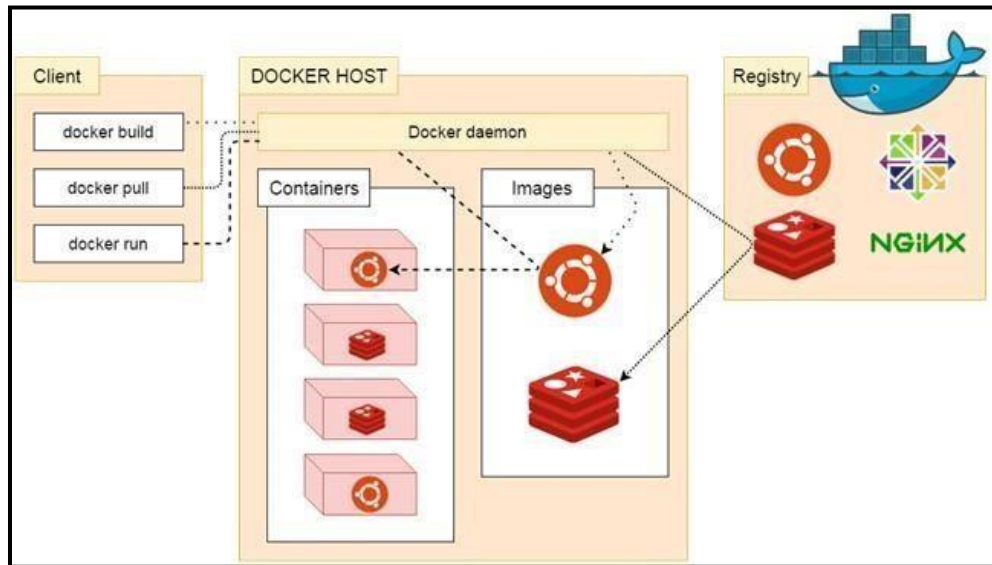 Client
docker build
docker pull
docker run
DOCKER HOST
Docker daemon
Containers
Images
Registry
NGINX